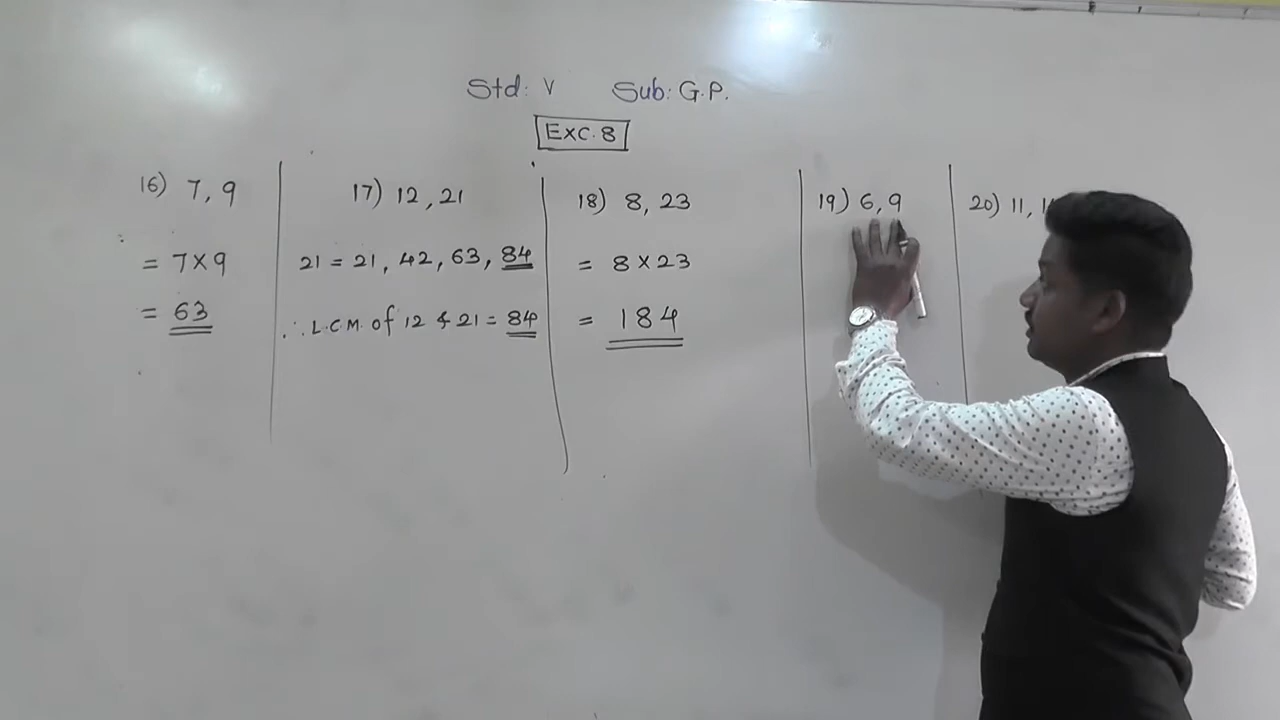 Std: V Sub: G.P.
Exc. 8
16) 7, 9
= 7×9
= 63
17) 12, 21
21 = 21, 42, 63, 84
∴ L.C.M. of 12 & 21 = 84
18) 8, 23
= 8×23
= 184
19) 6, 9
20) 11,